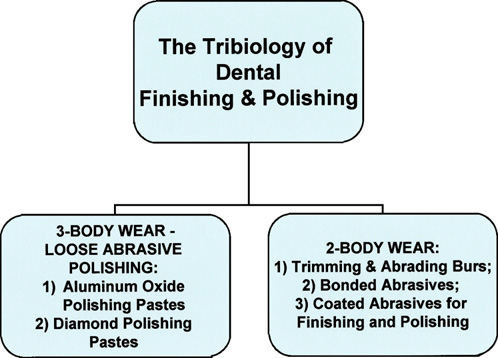 The Tribiology of
Dental
Finishing & Polishing
3-BODY WEAR -
LOOSE ABRASIVE
POLISHING:
1) Aluminum Oxide
Polishing Pastes
2) Diamond Polishing
Pastes
2-BODY WEAR:
1) Trimming & Abrading Burs;
2) Bonded Abrasives;
3) Coated Abrasives for
Finishing and Polishing